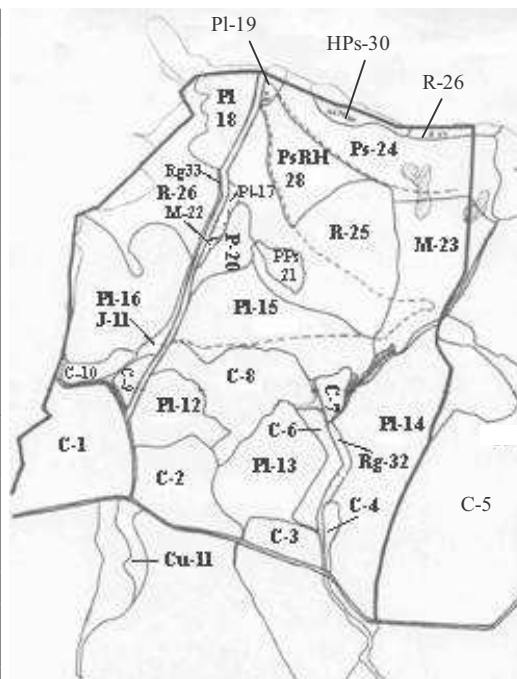 Pl-19
HPs-30
R-26
Pl
18
PsRH
28
Ps-24
Rg33
R-26
Pl-17
M-22
P-20
PPs
21
R-25
M-23
Pl-16
J-11
Pl-15
C-10
C-9
C-8
C-7
Pl-12
Pl-14
C-6
Rg-32
C-1
C-2
Pl-13
C-4
C-5
C-3
Cu-11